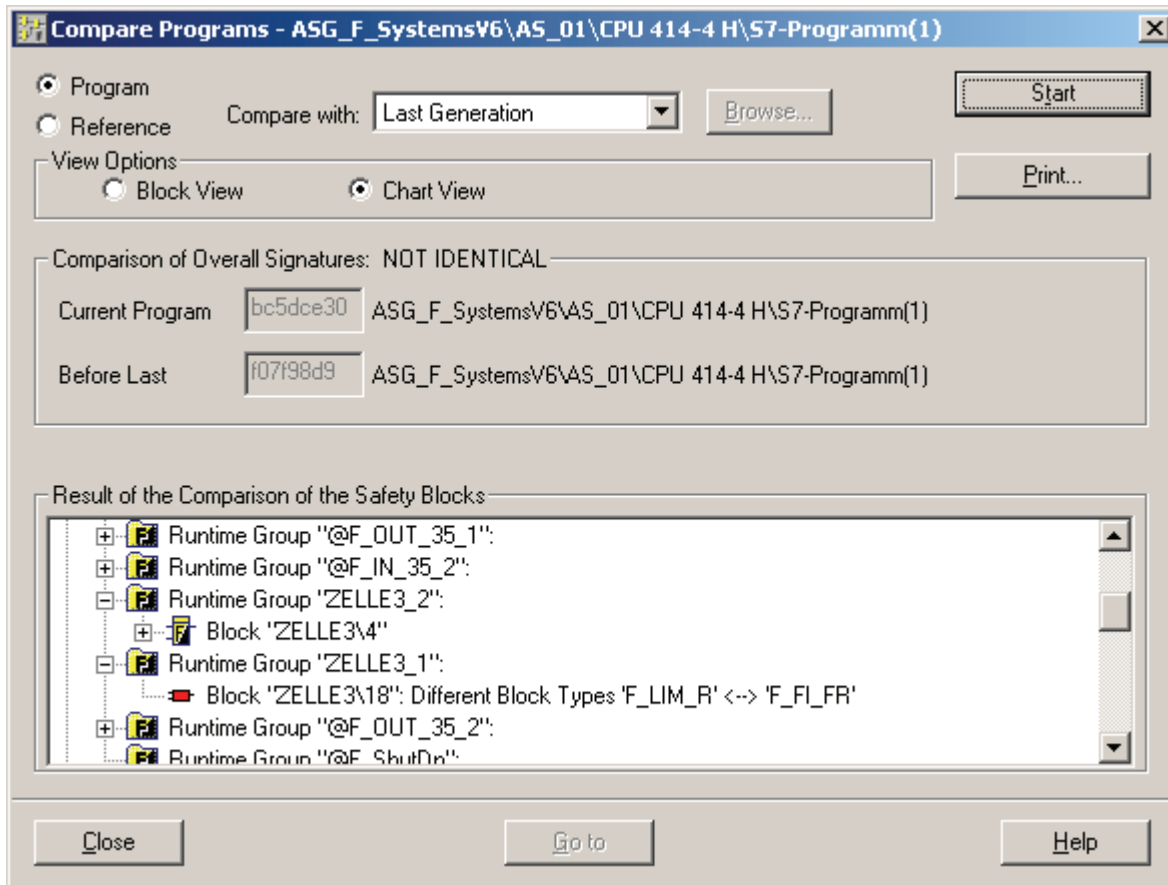 Compare Programs - ASG_F_SystemsV6\AS_01\CPU 414-4 H\S7-Programm(1)
Program
Reference
Compare with: Last Generation Browse...
Start
View Options
Block View Chart View
Print...
Comparison of Overall Signatures: NOT IDENTICAL
Current Program bc5dce30 ASG_F_SystemsV6\AS_01\CPU 414-4 H\S7-Programm(1)
Before Last f07f98d9 ASG_F_SystemsV6\AS_01\CPU 414-4 H\S7-Programm(1)
Result of the Comparison of the Safety Blocks
Runtime Group "@F_OUT_35_1":
Runtime Group "@F_IN_35_2":
Runtime Group "ZELLE3_2":
Block "ZELLE3\4"
Runtime Group "ZELLE3_1":
Block "ZELLE3\18": Different Block Types 'F_LIM_R' <--> 'F_FI_FR'
Runtime Group "@F_OUT_35_2":
Runtime Group "@F_ShutDn":
Close Go to Help